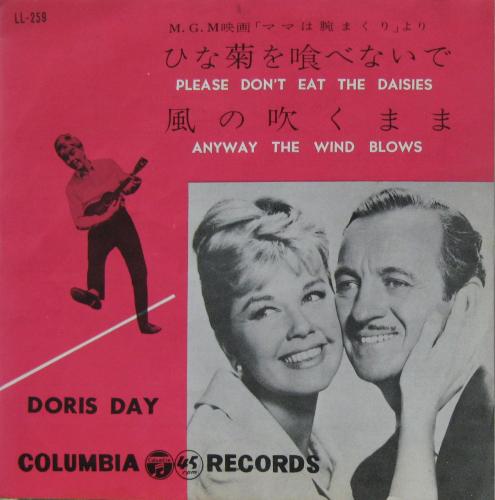 LL-259
M.G.M映画「ママは腕まくり」より
ひな菊を喰べないで
PLEASE DON'T EAT THE DAISIES
風の吹くまま
ANYWAY THE WIND BLOWS
DORIS DAY
COLUMBIA Columbia 45 rpm RECORDS